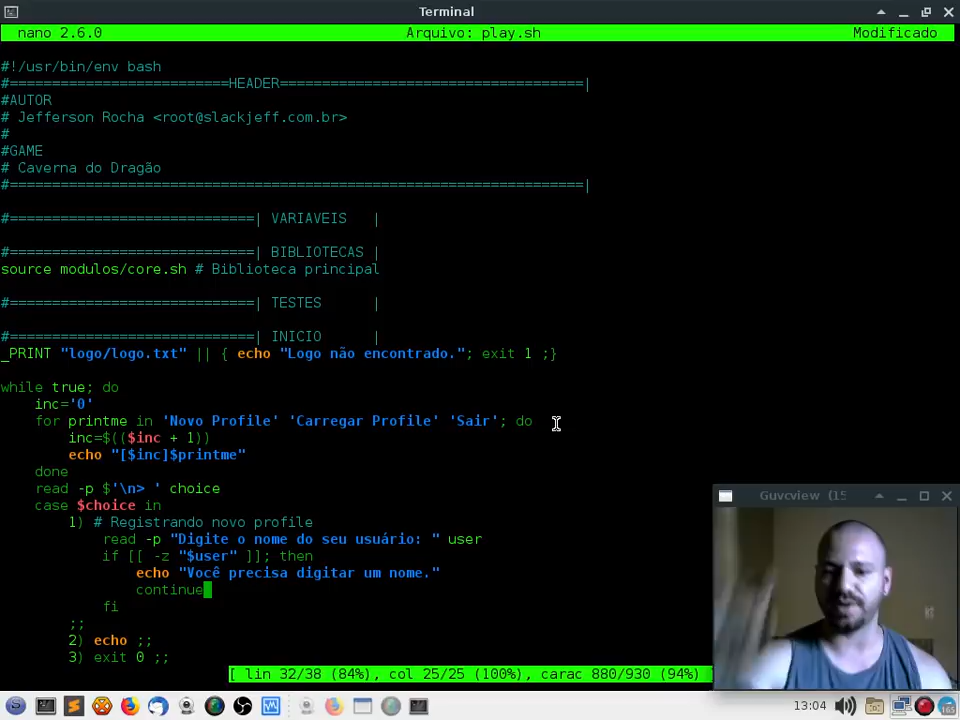 Terminal
nano 2.6.0 Arquivo: play.sh Modificado
#!/usr/bin/env bash
#==========================HEADER====================================|
#AUTOR
# Jefferson Rocha <root@slackjeff.com.br>
#
#GAME
# Caverna do Dragão
#====================================================================|
#=============================| VARIAVEIS |
#=============================| BIBLIOTECAS |
source modulos/core.sh # Biblioteca principal
#=============================| TESTES |
#=============================| INICIO |
_PRINT "logo/logo.txt" || { echo "Logo não encontrado."; exit 1 ;}
while true; do
inc='0'
for printme in 'Novo Profile' 'Carregar Profile' 'Sair'; do
inc=$(($inc + 1))
echo "[$inc]$printme"
done
read -p $'\n> ' choice
case $choice in
1) # Registrando novo profile
read -p "Digite o nome do seu usuário: " user
if [[ -z "$user" ]]; then
echo "Você precisa digitar um nome."
continue
fi
;;
2) echo ;;
3) exit 0 ;;
[ lin 32/38 (84%), col 25/25 (100%), carac 880/930 (94%) ]
Guvcview (15
13:04